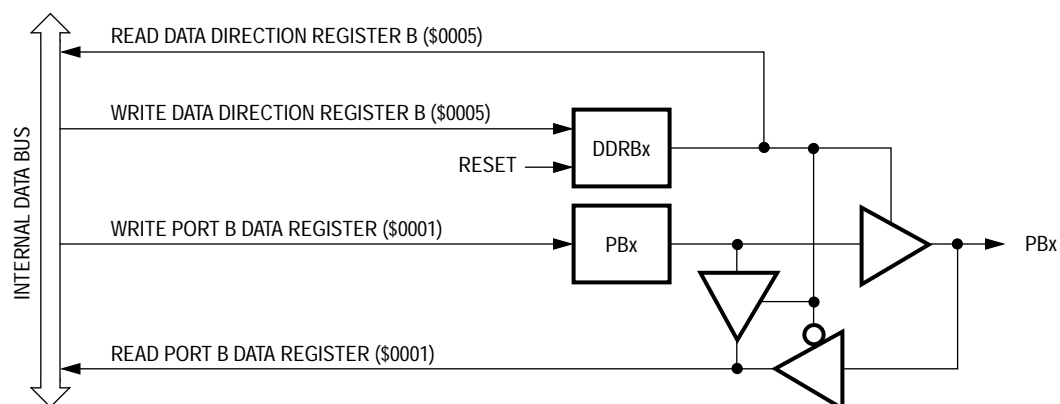 READ DATA DIRECTION REGISTER B ($0005)
WRITE DATA DIRECTION REGISTER B ($0005)
RESET
DDRBx
WRITE PORT B DATA REGISTER ($0001)
PBx
PBx
READ PORT B DATA REGISTER ($0001)
INTERNAL DATA BUS